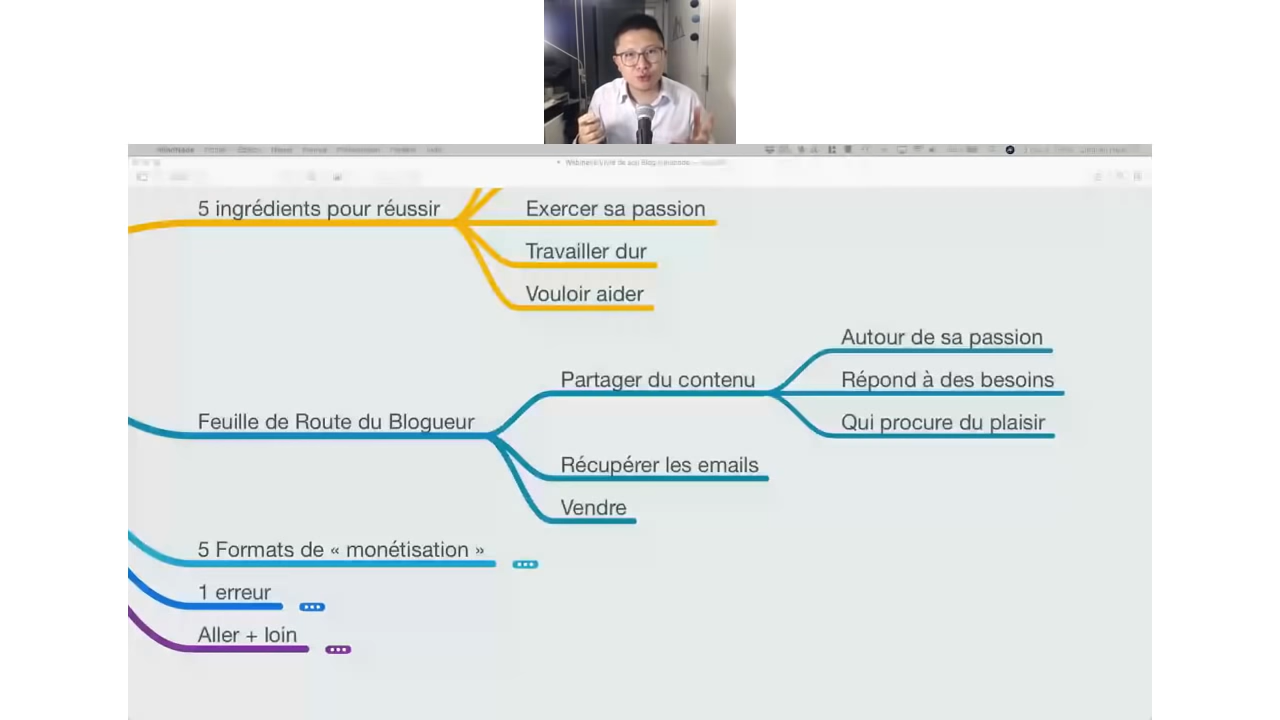 5 ingrédients pour réussir
Exercer sa passion
Travailler dur
Vouloir aider
Feuille de Route du Blogueur
Partager du contenu
Autour de sa passion
Répond à des besoins
Qui procure du plaisir
Récupérer les emails
Vendre
5 Formats de « monétisation »
1 erreur
Aller + loin